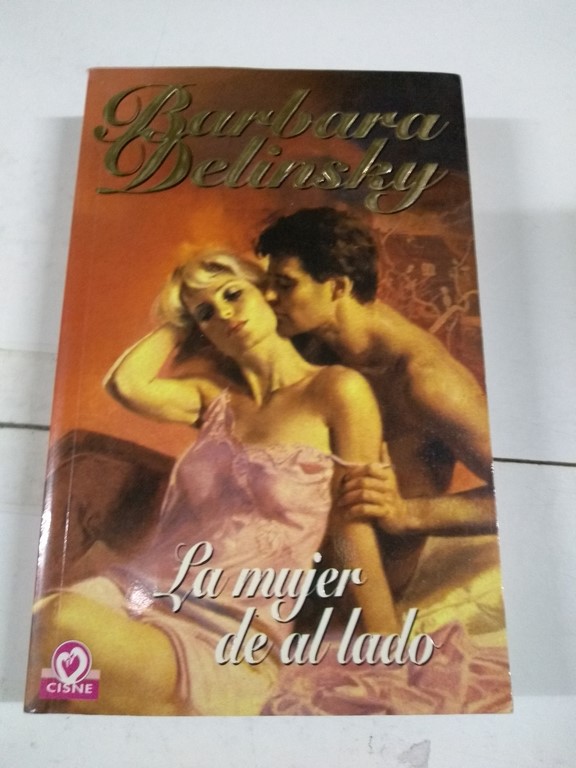 Barbara
Delinsky
La mujer
de al lado
CISNE